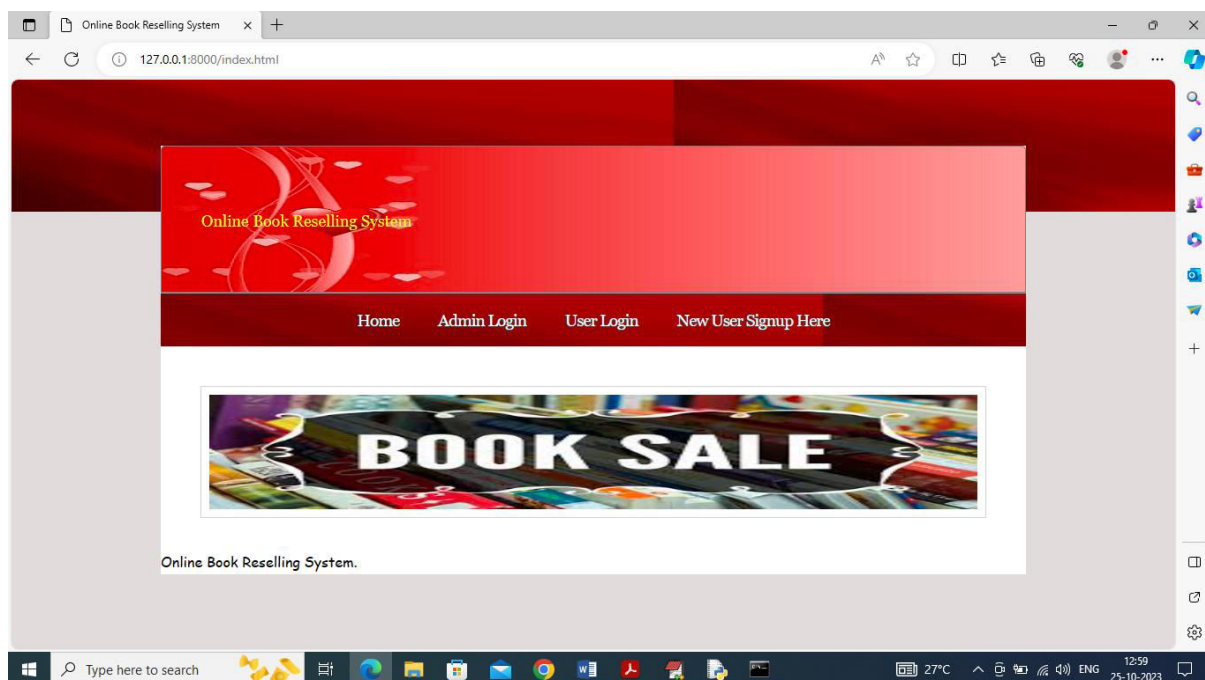 Online Book Reselling System
127.0.0.1:8000/index.html
Online Book Reselling System
Home Admin Login User Login New User Signup Here
BOOK SALE
Online Book Reselling System.
Type here to search 27°C ENG 12:59
25-10-2023